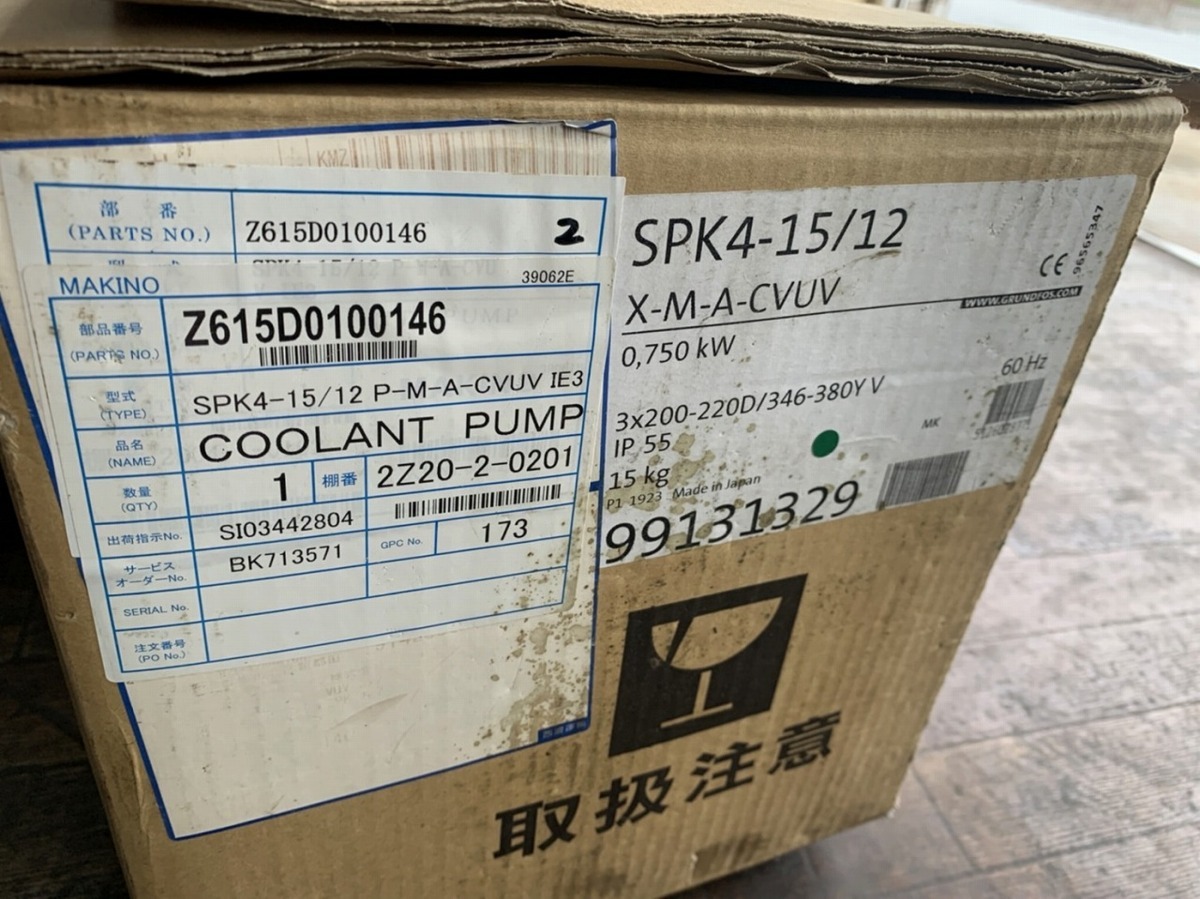 KMZ
部 番
(PARTS NO.)
Z615D0100146
2
MAKINO
39062E
部品番号
(PARTS NO.)
Z615D0100146
型式
(TYPE)
SPK4-15/12 P-M-A-CVUV IE3
品名
(NAME)
COOLANT PUMP
数量
(QTY)
1
棚番
2Z20-2-0201
出荷指示No.
SI03442804
サービス
オーダーNo.
BK713571
GPC No.
173
SERIAL No.
注文番号
(PO No.)
SPK4-15/12
X-M-A-CVUV
CE
96565347
WWW.GRUNDFOS.COM
0,750 kW
60 Hz
3x200-220D/346-380Y V
MK
IP 55
15 kg
P1 1923 Made in Japan
99131329
取扱注意